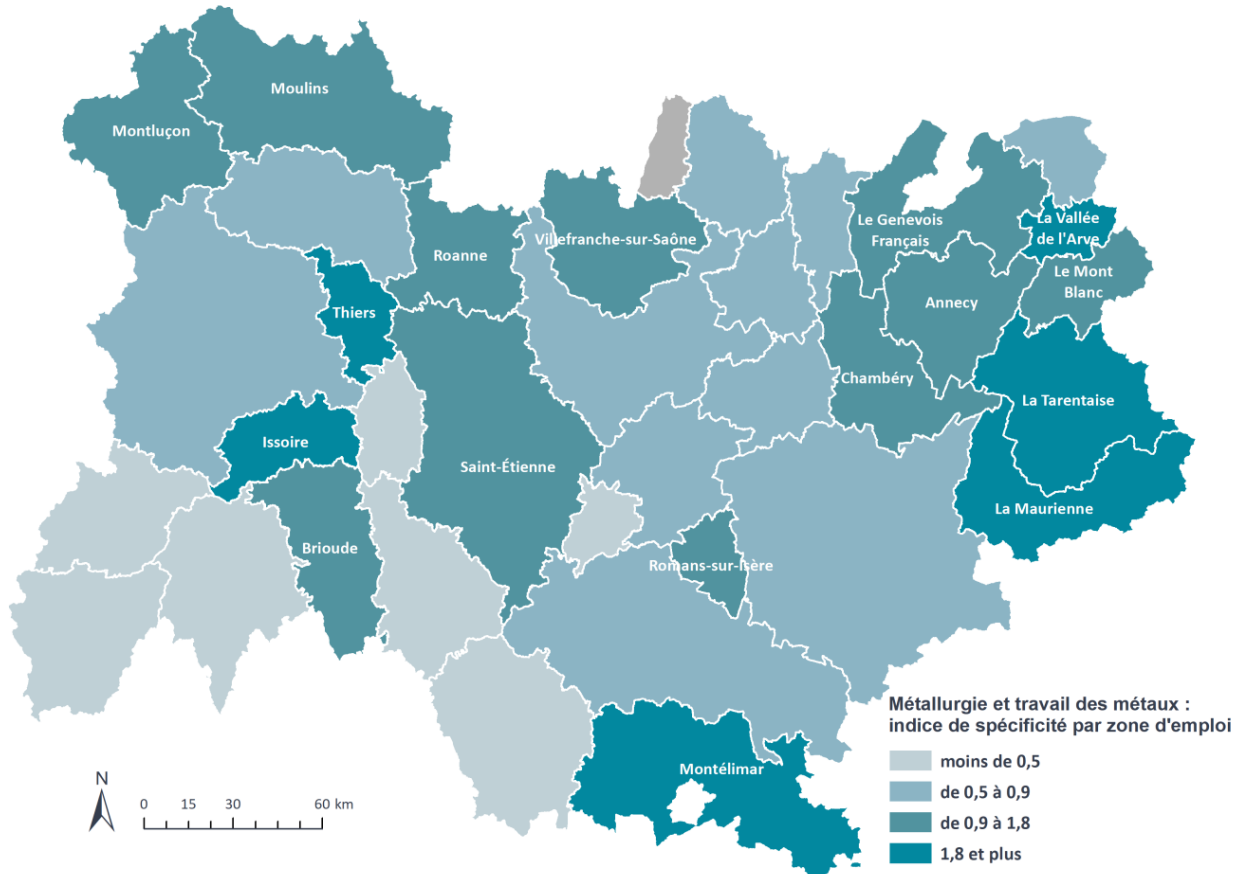 Moulins
Montluçon
Le Genevois
Français
La Vallée
de l'Arve
Villefranche-sur-Saône
Roanne
Le Mont
Blanc
Annecy
Thiers
Chambéry
La Tarentaise
Issoire
Saint-Étienne
La Maurienne
Brioude
Romans-sur-Isère
Montélimar
Métallurgie et travail des métaux :
indice de spécificité par zone d'emploi
moins de 0,5
de 0,5 à 0,9
de 0,9 à 1,8
1,8 et plus
N
0 15 30 60 km